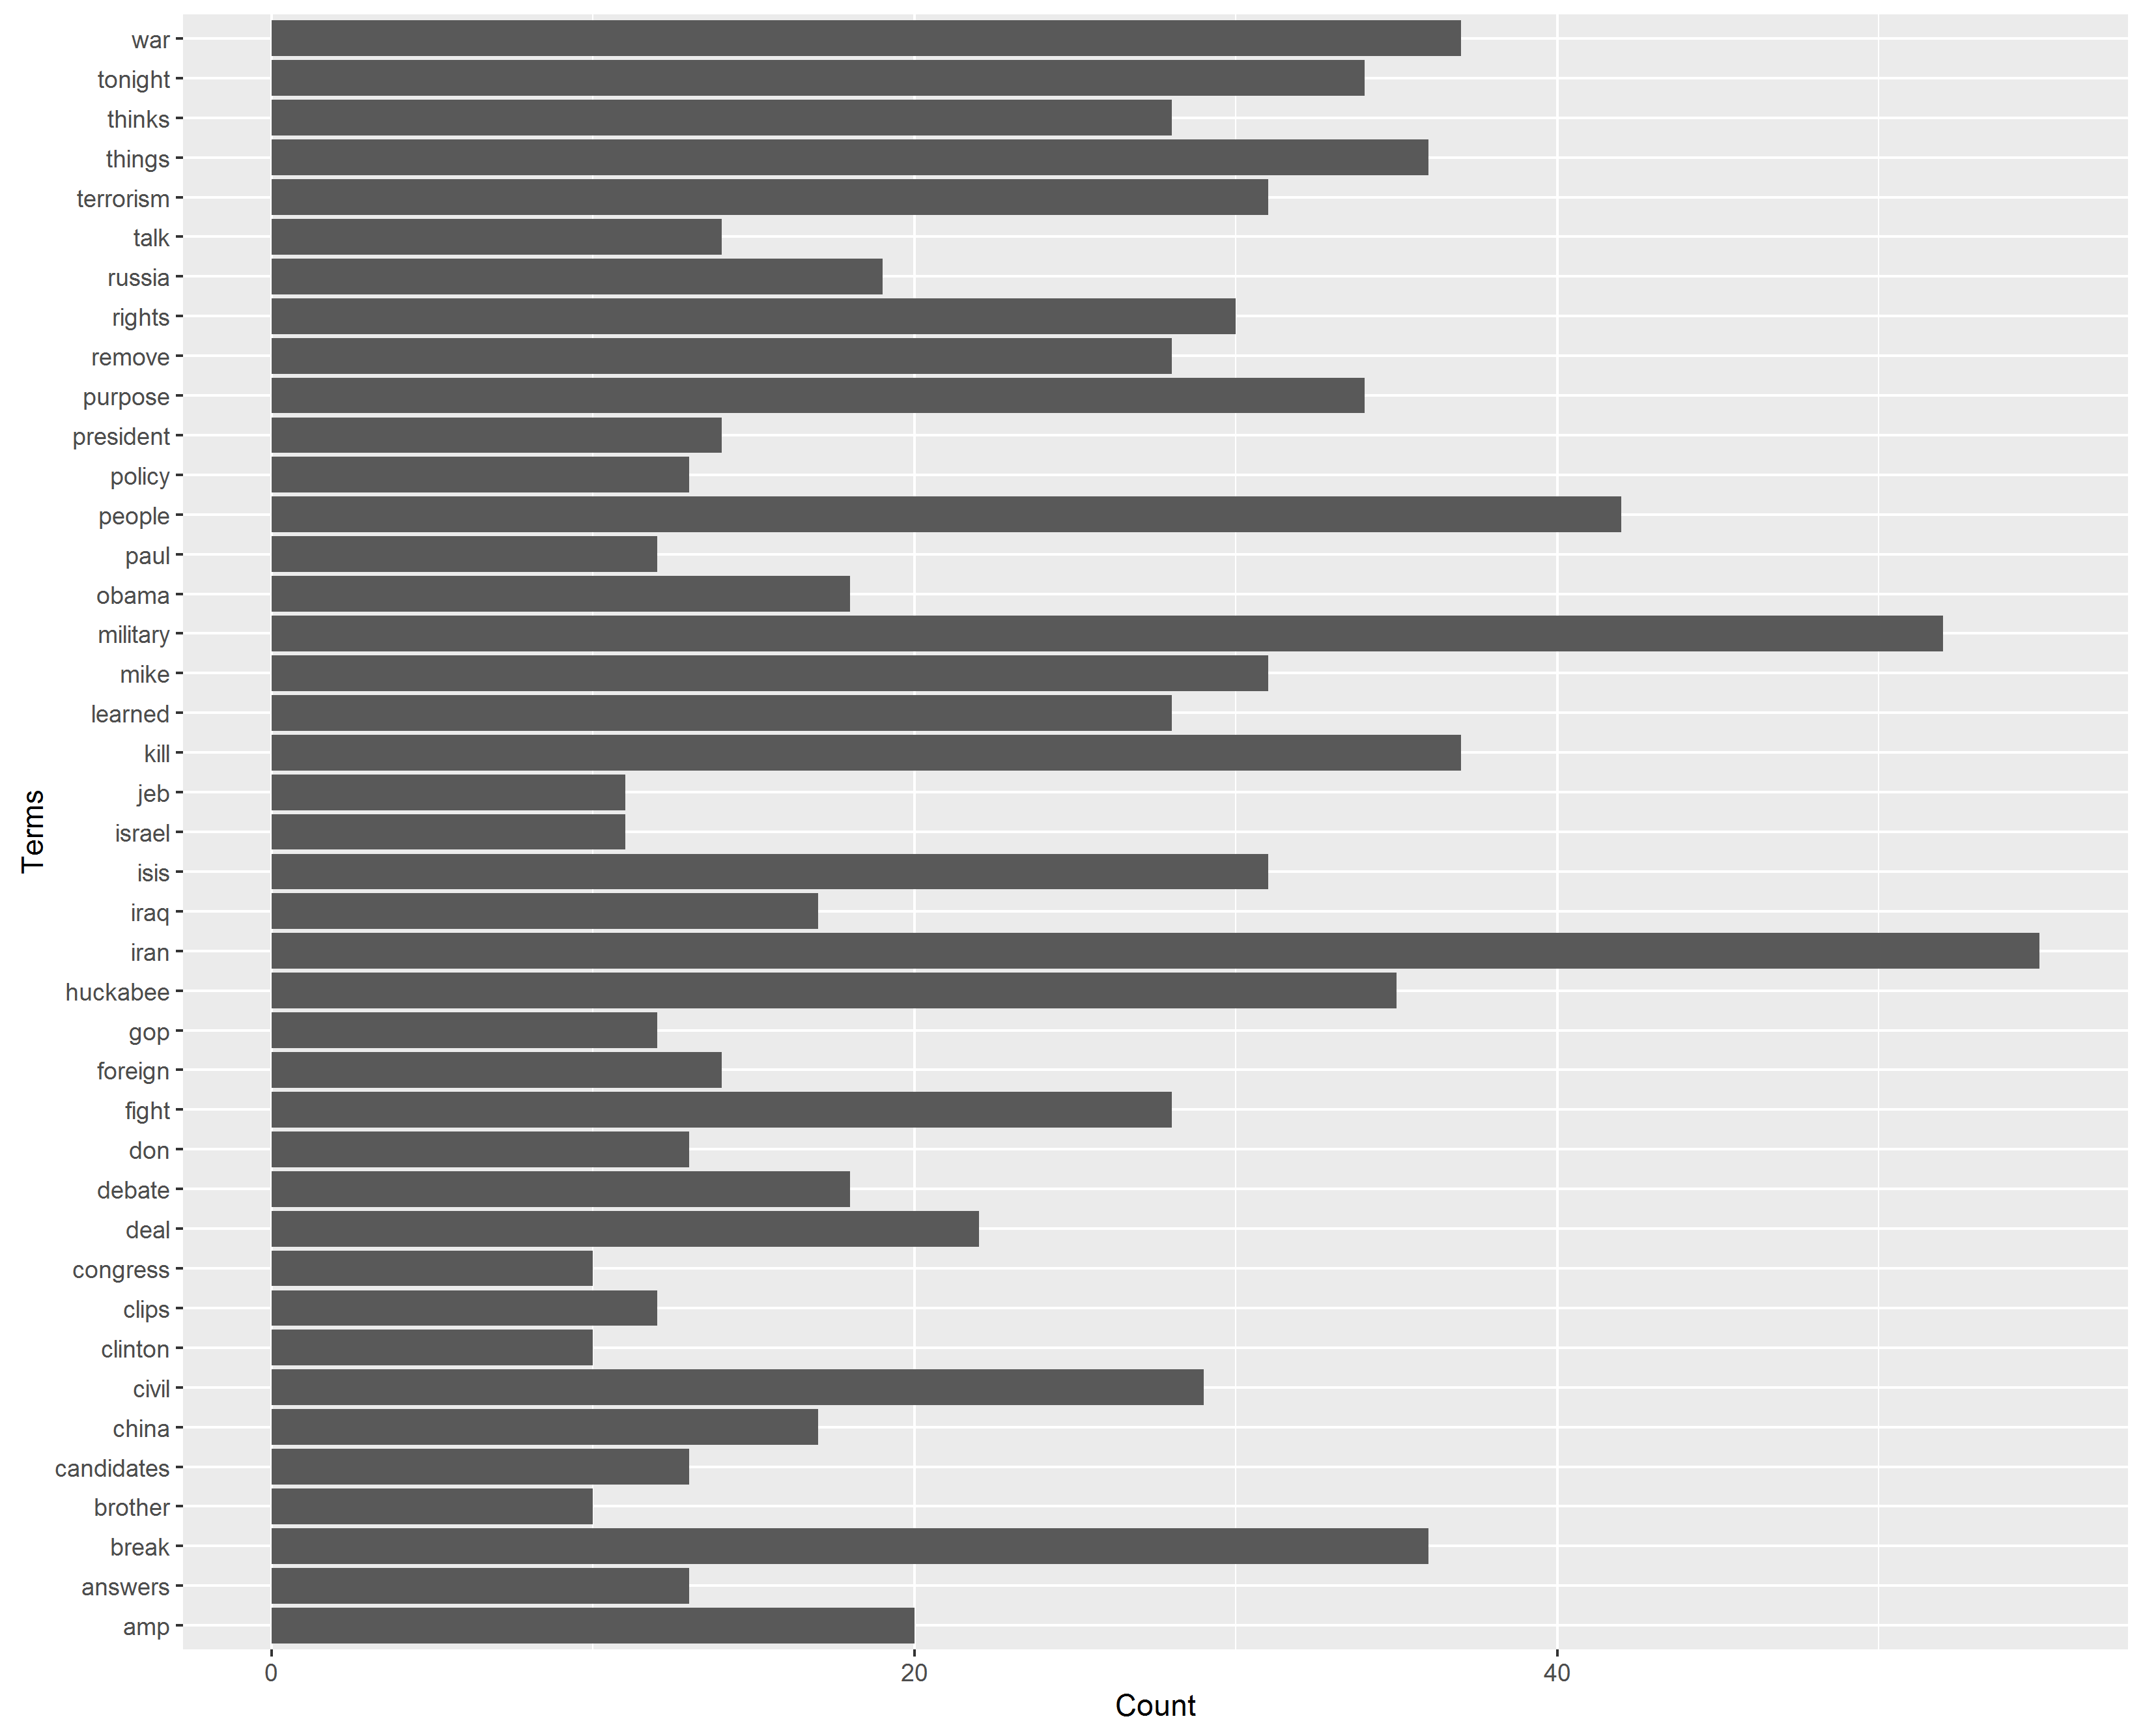 war
tonight
thinks
things
terrorism
talk
russia
rights
remove
purpose
president
policy
people
paul
obama
military
mike
learned
kill
jeb
israel
isis
iraq
iran
huckabee
gop
foreign
fight
don
debate
deal
congress
clips
clinton
civil
china
candidates
brother
break
answers
amp
Terms
0 20 40
Count